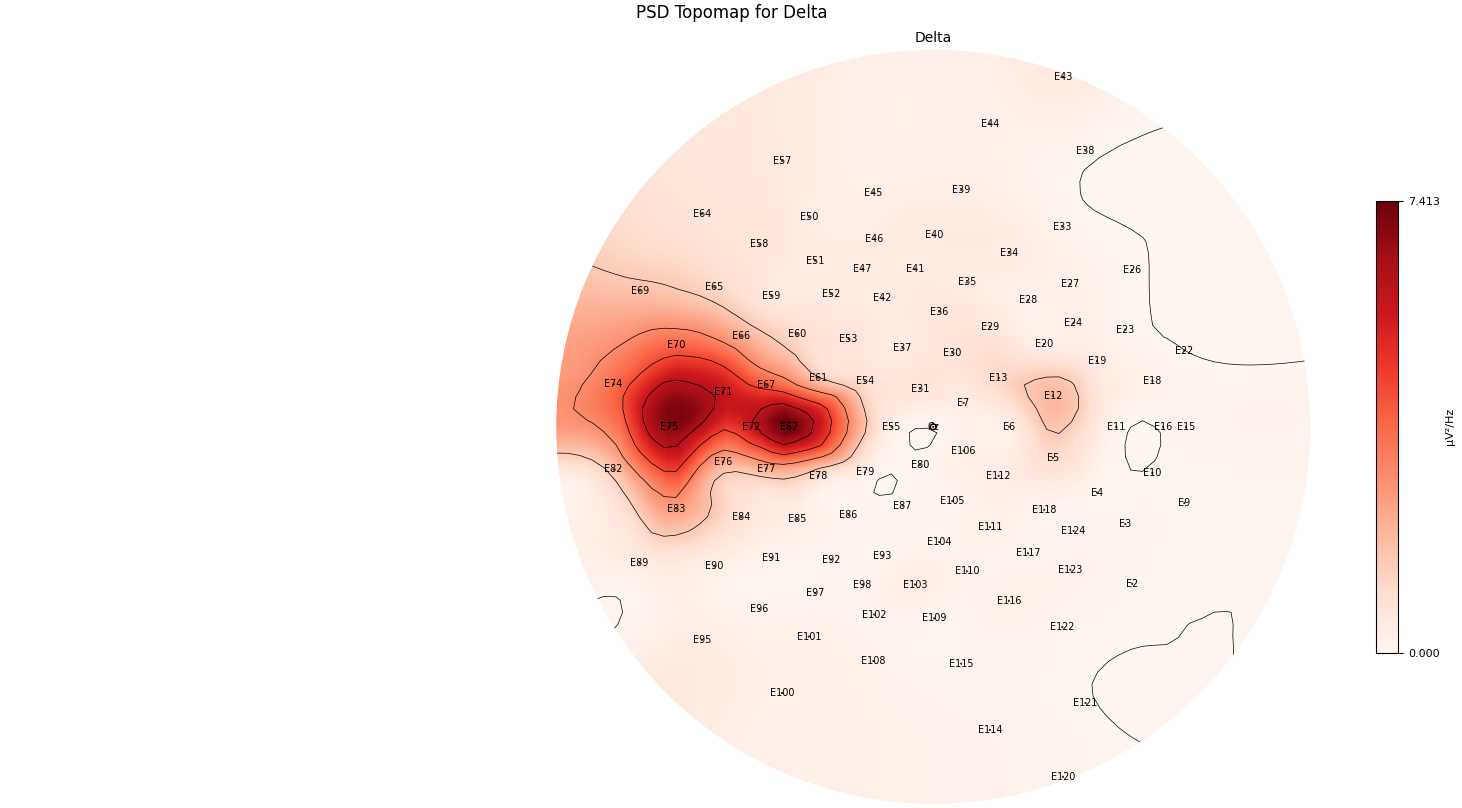 PSD Topomap for Delta
Delta
E43
E44
E38
E57
E45 E39
E64 E50
E33
E58 E46 E40
E34
E51 E47 E41 E26
E69 E65 E59 E52 E42 E35 E28 E27
E36
E66 E60 E53 E29 E24 E23
E70 E37 E30 E20 E22
E19
E74 E71 E67 E61 E54 E31 E13 E12 E18
E7
E75 E72 E62 E55 E6 E11 E16 E15
E82 E76 E77 E78 E79 E80 E106 E112 E5 E10
E83 E84 E85 E86 E87 E105 E111 E118 E124 E4 E3 E9
E89 E90 E91 E92 E93 E104 E110 E117 E123 E2
E96 E97 E98 E103 E116
E95 E101 E102 E109 E122
E108 E115
E100 E121
E114
E120
7.413
µV²/Hz
0.000